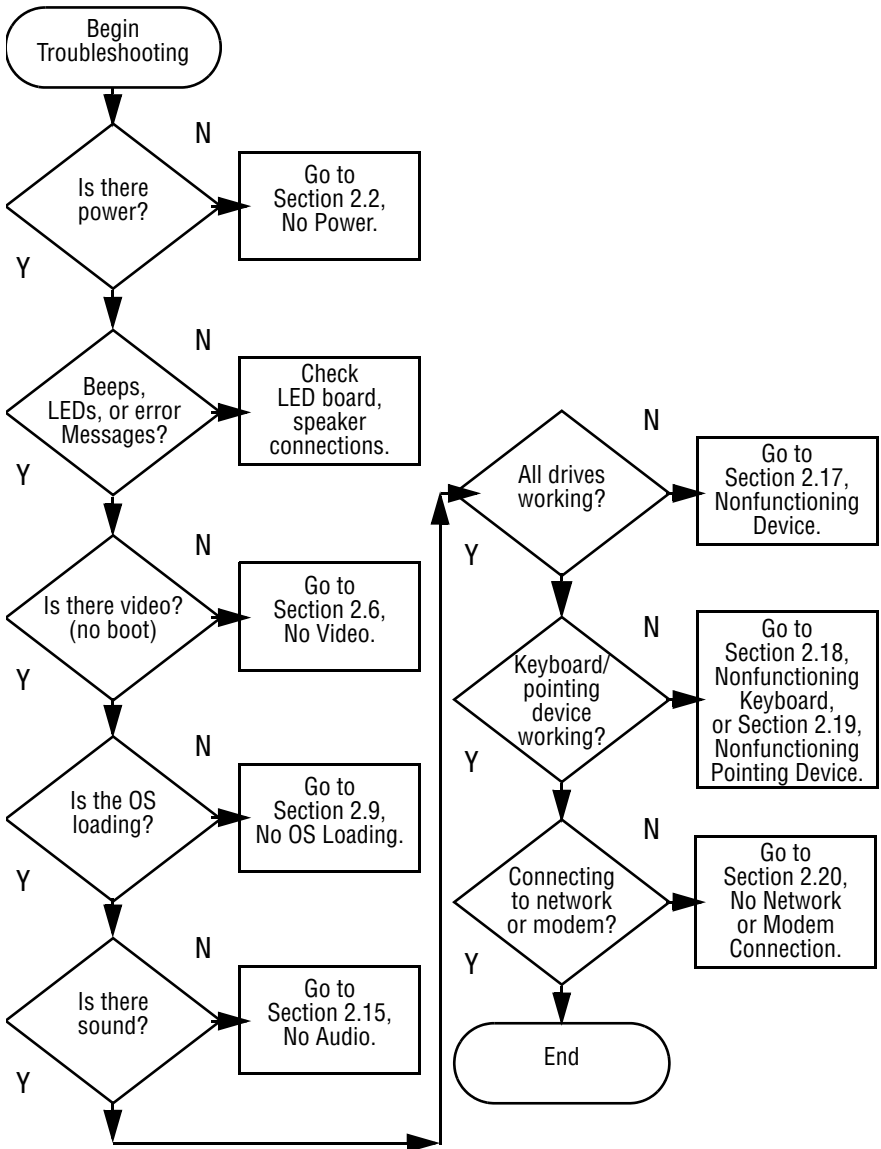 Begin
Troubleshooting
N
Is there
power?
Go to
Section 2.2,
No Power.
Y
N
Beeps,
LEDs, or error
Messages?
Check
LED board,
speaker
connections.
Y
N
Is there video?
(no boot)
Go to
Section 2.6,
No Video.
Y
N
Is the OS
loading?
Go to
Section 2.9,
No OS Loading.
Y
N
Is there
sound?
Go to
Section 2.15,
No Audio.
Y
N
All drives
working?
Go to
Section 2.17,
Nonfunctioning
Device.
Y
N
Keyboard/
pointing
device
working?
Go to
Section 2.18,
Nonfunctioning
Keyboard,
or Section 2.19,
Nonfunctioning
Pointing Device.
Y
N
Connecting
to network
or modem?
Go to
Section 2.20,
No Network
or Modem
Connection.
Y
End